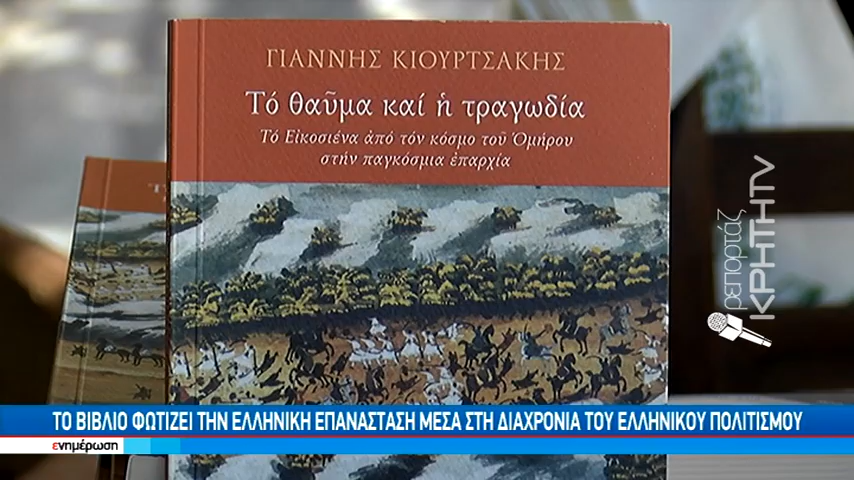 ΓΙΑΝΝΗΣ ΚΙΟΥΡΤΣΑΚΗΣ
Τό θαῦμα καί ἡ τραγωδία
Τό Εἰκοσιένα ἀπό τόν κόσμο τοῦ Ὁμήρου
στήν παγκόσμια ἐπαρχία
ρεπορτάζ
ΚΡΗΤΗTV
ΤΟ ΒΙΒΛΙΟ ΦΩΤΙΖΕΙ ΤΗΝ ΕΛΛΗΝΙΚΗ ΕΠΑΝΑΣΤΑΣΗ ΜΕΣΑ ΣΤΗ ΔΙΑΧΡΟΝΙΑ ΤΟΥ ΕΛΛΗΝΙΚΟΥ ΠΟΛΙΤΙΣΜΟΥ
ενημέρωση